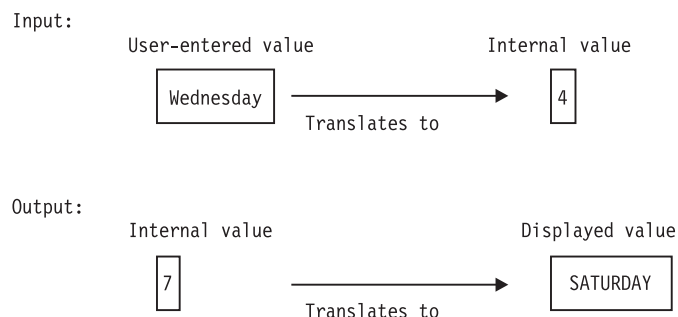 Input:
User-entered value Internal value
Wednesday 4
Translates to
Output:
Internal value Displayed value
7 SATURDAY
Translates to